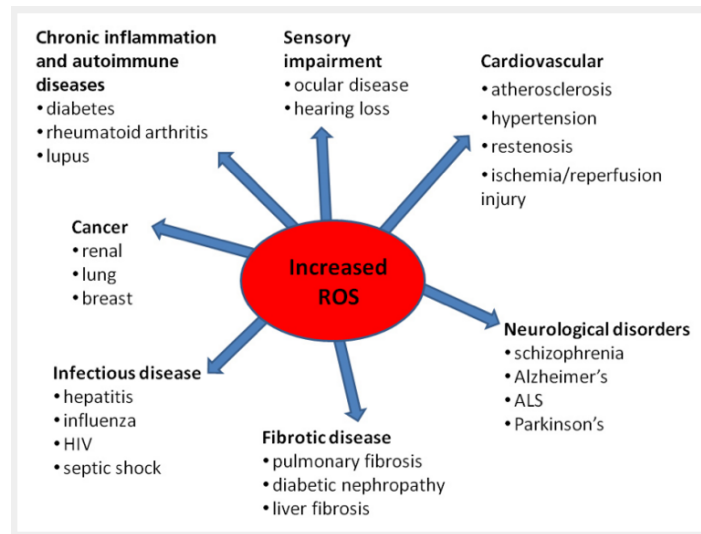 Chronic inflammation
and autoimmune
diseases
• diabetes
• rheumatoid arthritis
• lupus
Sensory
impairment
• ocular disease
• hearing loss
Cardiovascular
• atherosclerosis
• hypertension
• restenosis
• ischemia/reperfusion
injury
Cancer
• renal
• lung
• breast
Increased
ROS
Neurological disorders
• schizophrenia
• Alzheimer’s
• ALS
• Parkinson’s
Infectious disease
• hepatitis
• influenza
• HIV
• septic shock
Fibrotic disease
• pulmonary fibrosis
• diabetic nephropathy
• liver fibrosis